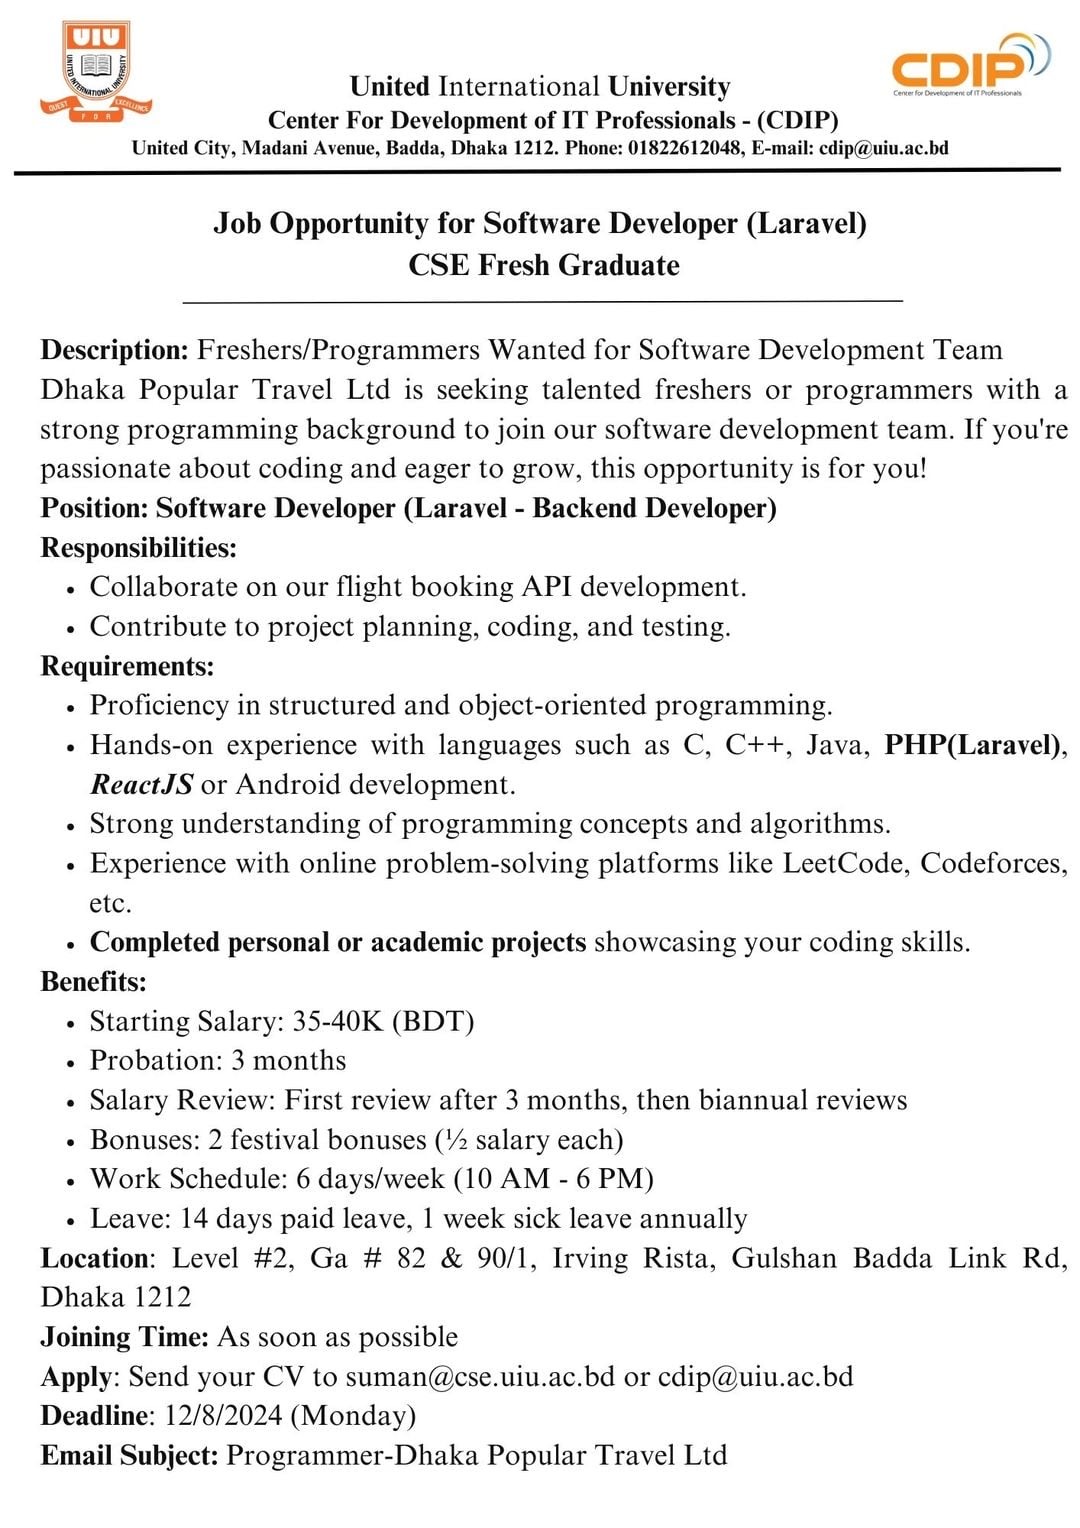 UIU
UNITED INTERNATIONAL UNIVERSITY
QUEST FOR EXCELLENCE
CDIP
Center for Development of IT Professionals
United International University
Center For Development of IT Professionals - (CDIP)
United City, Madani Avenue, Badda, Dhaka 1212. Phone: 01822612048, E-mail: cdip@uiu.ac.bd
Job Opportunity for Software Developer (Laravel)
CSE Fresh Graduate
Description: Freshers/Programmers Wanted for Software Development Team
Dhaka Popular Travel Ltd is seeking talented freshers or programmers with a
strong programming background to join our software development team. If you're
passionate about coding and eager to grow, this opportunity is for you!
Position: Software Developer (Laravel - Backend Developer)
Responsibilities:
• Collaborate on our flight booking API development.
• Contribute to project planning, coding, and testing.
Requirements:
• Proficiency in structured and object-oriented programming.
• Hands-on experience with languages such as C, C++, Java, PHP(Laravel),
ReactJS or Android development.
• Strong understanding of programming concepts and algorithms.
• Experience with online problem-solving platforms like LeetCode, Codeforces,
etc.
• Completed personal or academic projects showcasing your coding skills.
Benefits:
• Starting Salary: 35-40K (BDT)
• Probation: 3 months
• Salary Review: First review after 3 months, then biannual reviews
• Bonuses: 2 festival bonuses (½ salary each)
• Work Schedule: 6 days/week (10 AM - 6 PM)
• Leave: 14 days paid leave, 1 week sick leave annually
Location: Level #2, Ga # 82 & 90/1, Irving Rista, Gulshan Badda Link Rd,
Dhaka 1212
Joining Time: As soon as possible
Apply: Send your CV to suman@cse.uiu.ac.bd or cdip@uiu.ac.bd
Deadline: 12/8/2024 (Monday)
Email Subject: Programmer-Dhaka Popular Travel Ltd